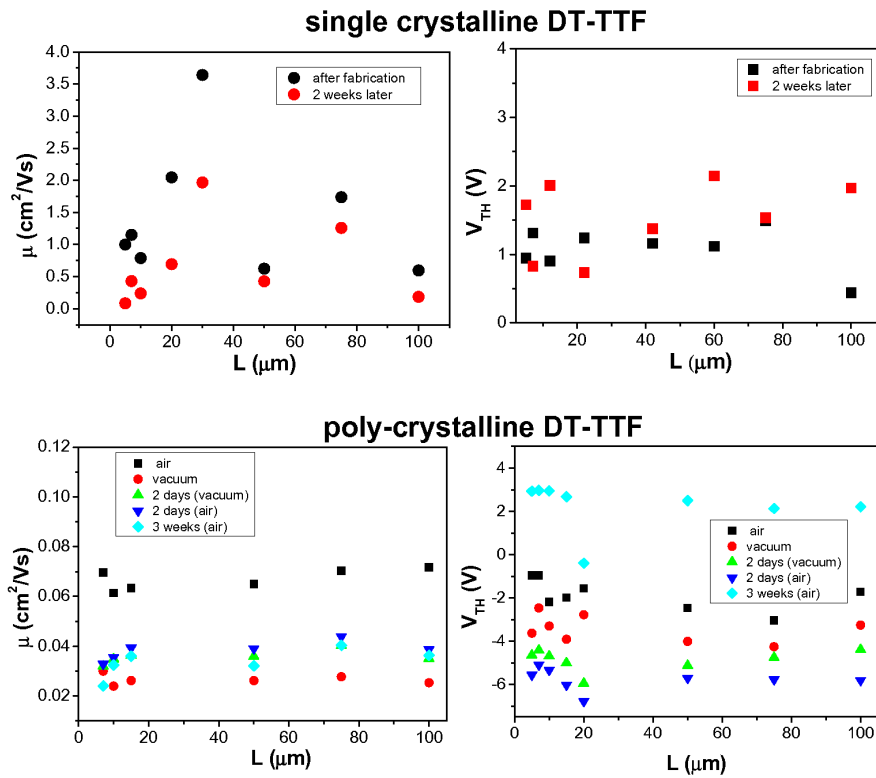 single crystalline DT-TTF
4.0
3.5
3.0
2.5
2.0
1.5
1.0
0.5
0.0
μ (cm²/Vs)
after fabrication
2 weeks later
0 20 40 60 80 100
L (μm)
4
3
2
1
0
V_TH (V)
after fabrication
2 weeks later
20 40 60 80 100
L (μm)
poly-crystalline DT-TTF
0.12
0.10
0.08
0.06
0.04
0.02
μ (cm²/Vs)
air
vacuum
2 days (vacuum)
2 days (air)
3 weeks (air)
0 20 40 60 80 100
L (μm)
4
2
0
-2
-4
-6
V_TH (V)
air
vacuum
2 days (vacuum)
2 days (air)
3 weeks (air)
0 20 40 60 80 100
L (μm)